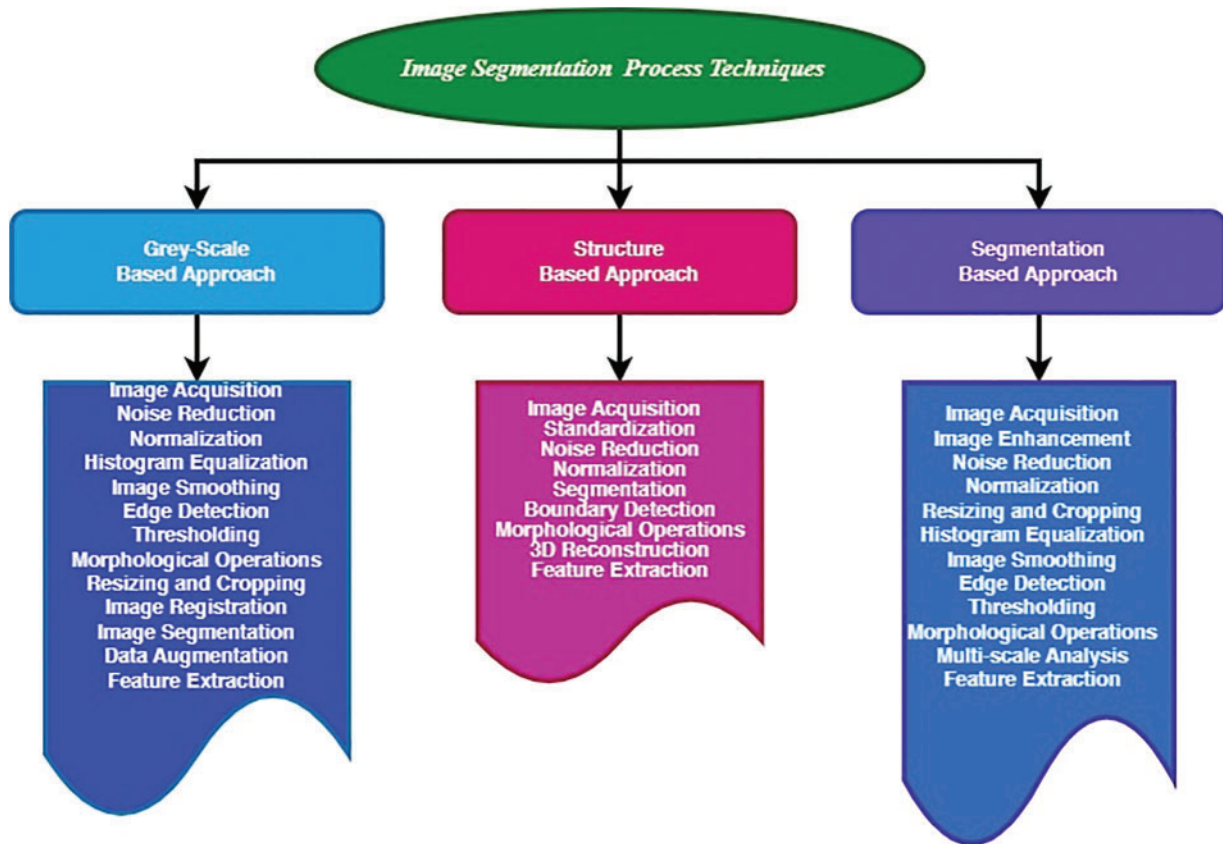 Image Segmentation Process Techniques
Grey-Scale
Based Approach
Structure
Based Approach
Segmentation
Based Approach
Image Acquisition
Noise Reduction
Normalization
Histogram Equalization
Image Smoothing
Edge Detection
Thresholding
Morphological Operations
Resizing and Cropping
Image Registration
Image Segmentation
Data Augmentation
Feature Extraction
Image Acquisition
Standardization
Noise Reduction
Normalization
Segmentation
Boundary Detection
Morphological Operations
3D Reconstruction
Feature Extraction
Image Acquisition
Image Enhancement
Noise Reduction
Normalization
Resizing and Cropping
Histogram Equalization
Image Smoothing
Edge Detection
Thresholding
Morphological Operations
Multi-scale Analysis
Feature Extraction